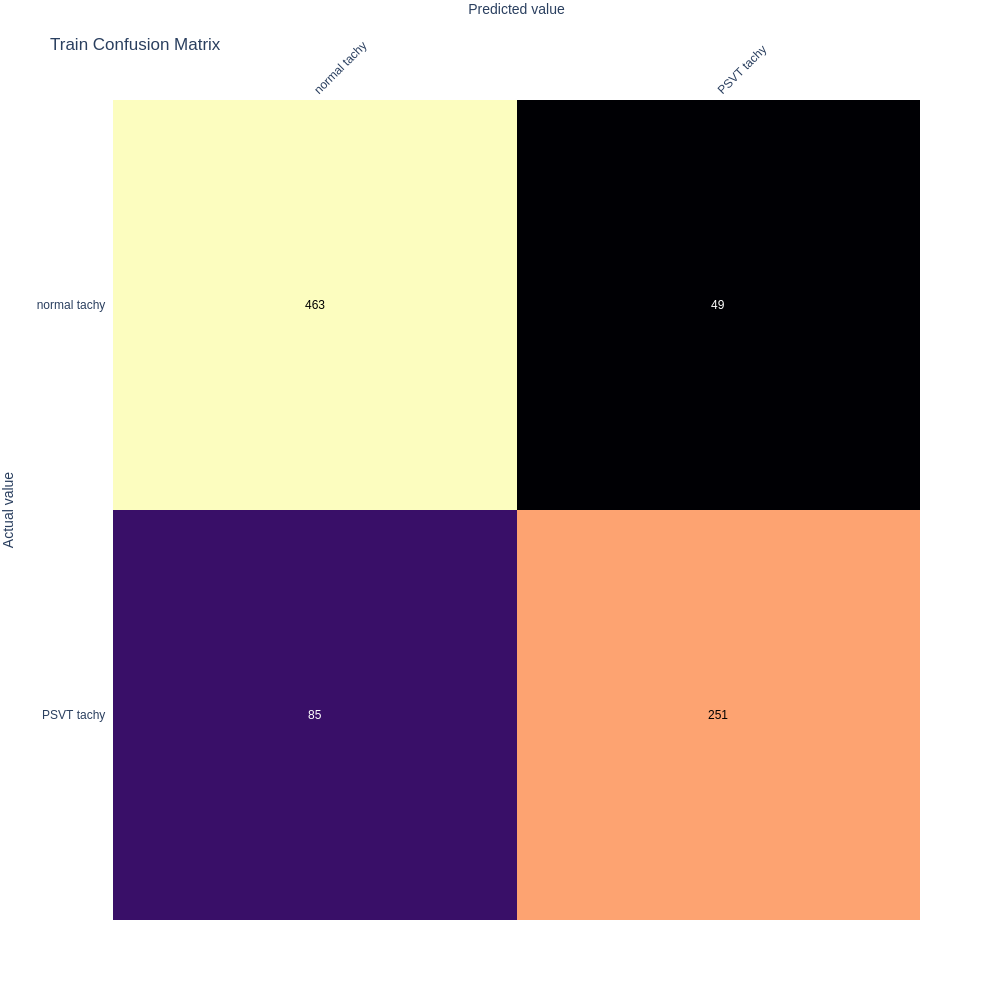 Predicted value
Train Confusion Matrix
normal tachy
PSVT tachy
normal tachy
463
49
Actual value
PSVT tachy
85
251